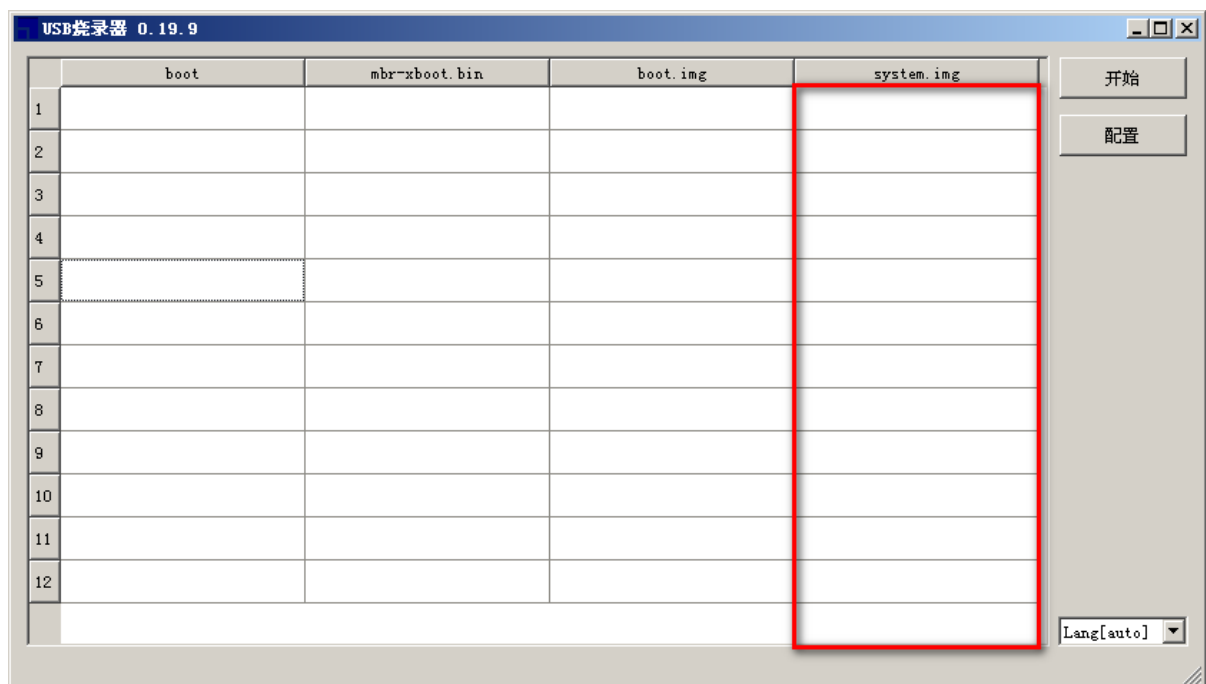 USB烧录器 0.19.9
boot mbr-xboot.bin boot.img system.img
开始
配置
1
2
3
4
5
6
7
8
9
10
11
12
Lang[auto]